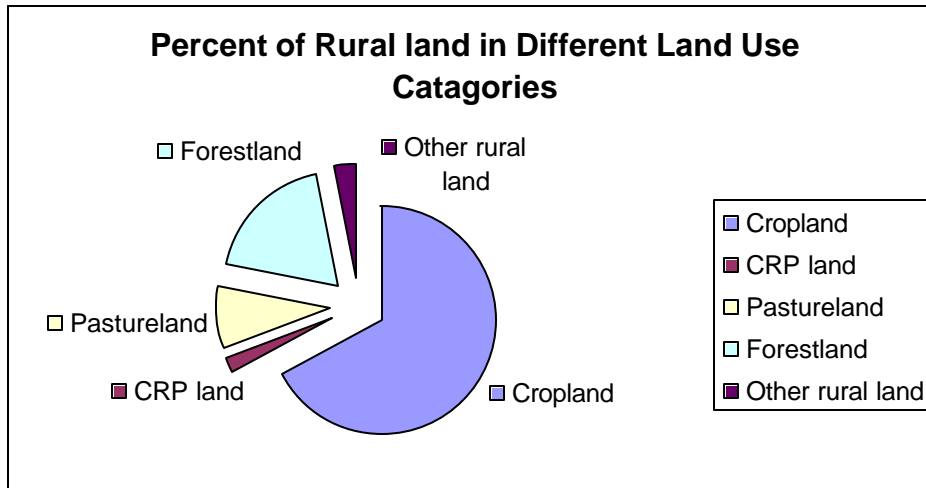 Percent of Rural land in Different Land Use
Catagories
Forestland
Other rural
land
Pastureland
CRP land
Cropland
Cropland
CRP land
Pastureland
Forestland
Other rural land